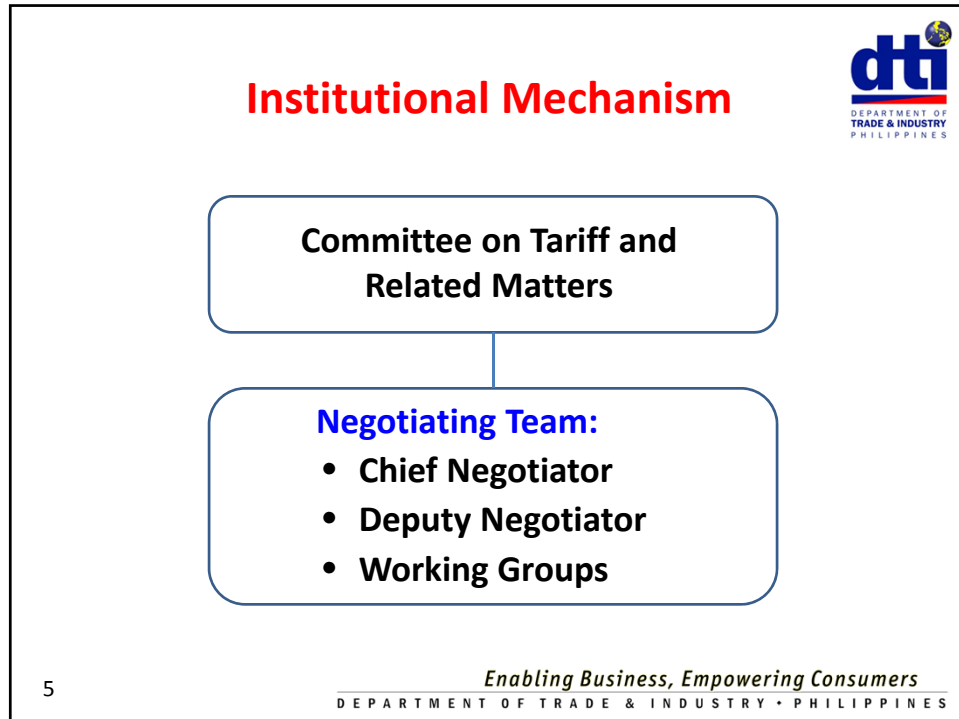 Institutional Mechanism
dti
DEPARTMENT OF
TRADE & INDUSTRY
PHILIPPINES
Committee on Tariff and
Related Matters
Negotiating Team:
• Chief Negotiator
• Deputy Negotiator
• Working Groups
5
Enabling Business, Empowering Consumers
DEPARTMENT OF TRADE & INDUSTRY • PHILIPPINES